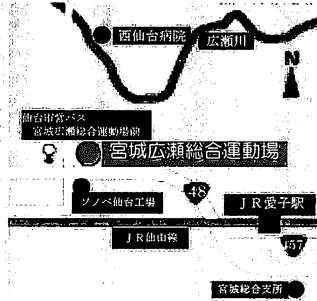 西仙台病院
広瀬川
N
仙台市営バス
宮城広瀬総合運動場前
宮城広瀬総合運動場
ソノベ仙台工場
48
JR愛子駅
JR仙山線
457
宮城総合支所